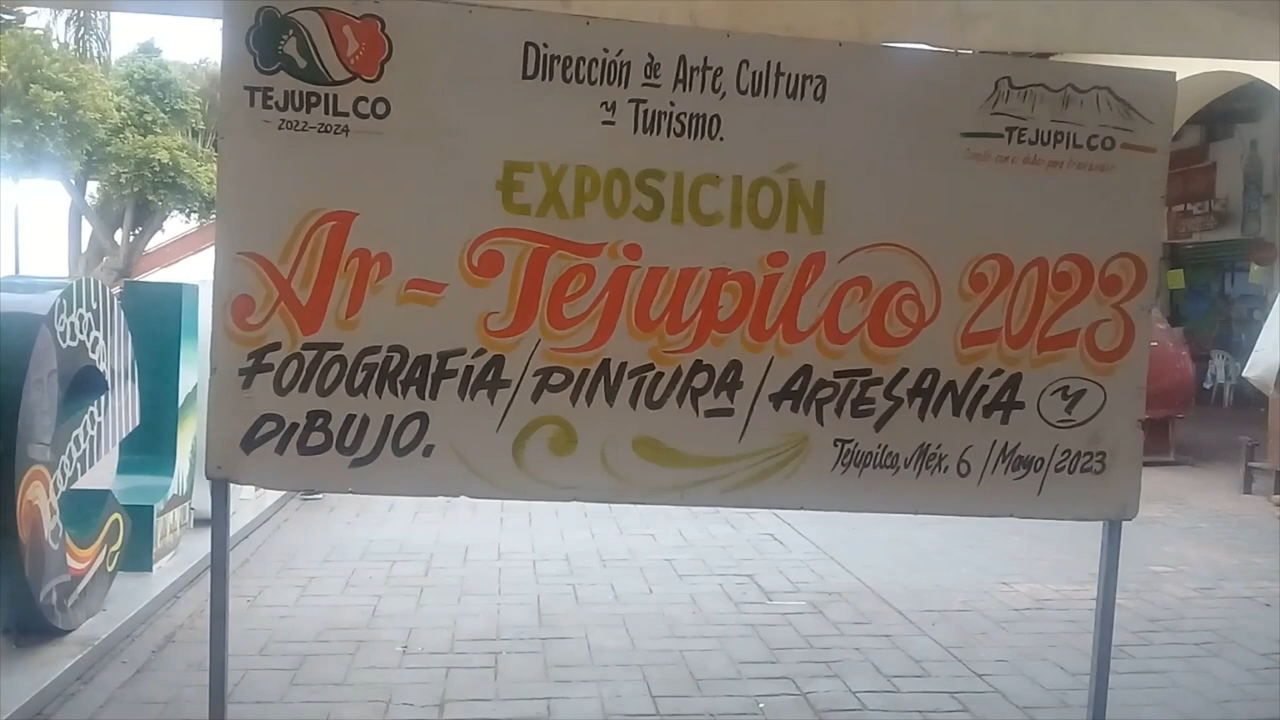 TEJUPILCO
2022-2024
Dirección de Arte, Cultura
y Turismo.
TEJUPILCO
EXPOSICIÓN
Ar-Tejupilco 2023
FOTOGRAFÍA/PINTURA/ARTESANÍA y
DIBUJO.
Tejupilco, Méx. 6/Mayo/2023